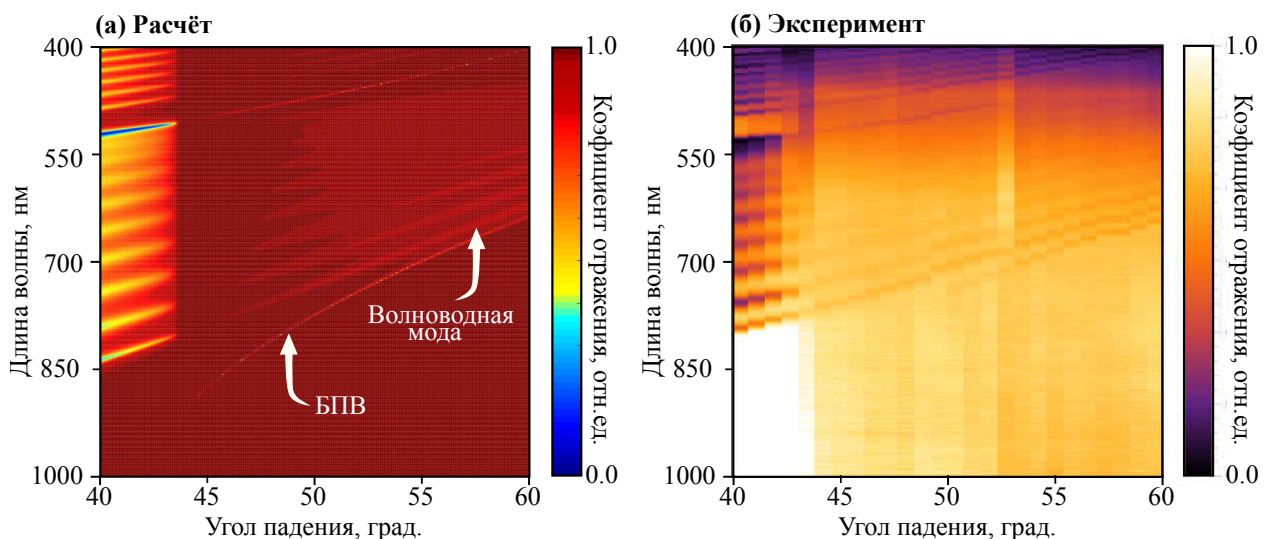 (а) Расчёт
400
550
700
850
1000
40
45
50
55
60
Длина волны, нм
Угол падения, град.
Волноводная
мода
БПВ
1.0
0.0
Коэфициент отражения, отн.ед.
(б) Эксперимент
400
550
700
850
1000
40
45
50
55
60
Длина волны, нм
Угол падения, град.
1.0
0.0
Коэфициент отражения, отн.ед.